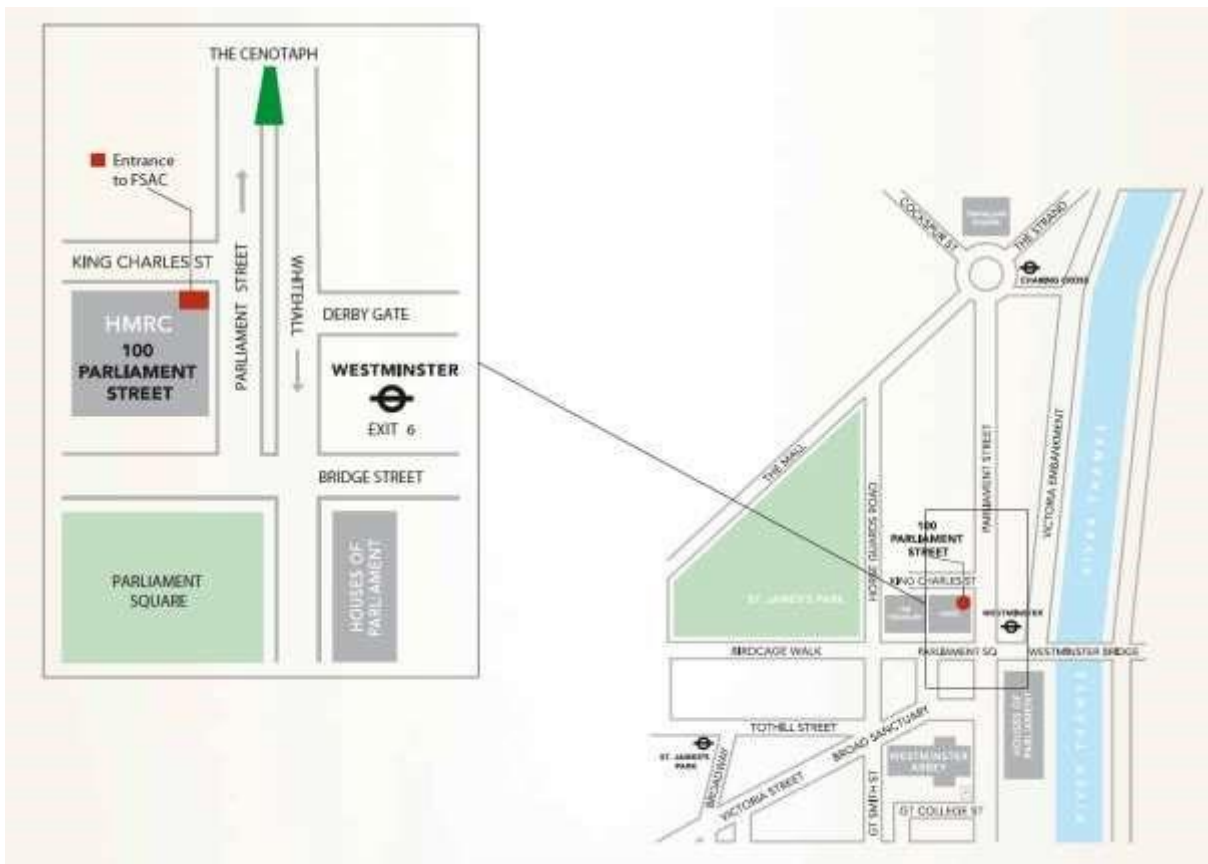 THE CENOTAPH
Entrance
to FSAC
KING CHARLES ST
PARLIAMENT STREET
WHITEHALL
DERBY GATE
HMRC
100
PARLIAMENT
STREET
WESTMINSTER
EXIT 6
BRIDGE STREET
PARLIAMENT
SQUARE
HOUSES OF
PARLIAMENT
COCKSPUR ST
THE STRAND
CHARING CROSS
THE MALL
HORSE GUARDS ROAD
PARLIAMENT STREET
VICTORIA EMBANKMENT
RIVER THAMES
100
PARLIAMENT
STREET
KING CHARLES ST
ST. JAMES'S PARK
WESTMINSTER
BIRDCAGE WALK
PARLIAMENT SQ
WESTMINSTER BRIDGE
TOTHILL STREET
BROAD SANCTUARY
HOUSES OF
PARLIAMENT
ST. JAMES'S
PARK
BROADWAY
VICTORIA STREET
WESTMINSTER
ABBEY
GT SMITH ST
GT COLLEGE ST
RIVER THAMES